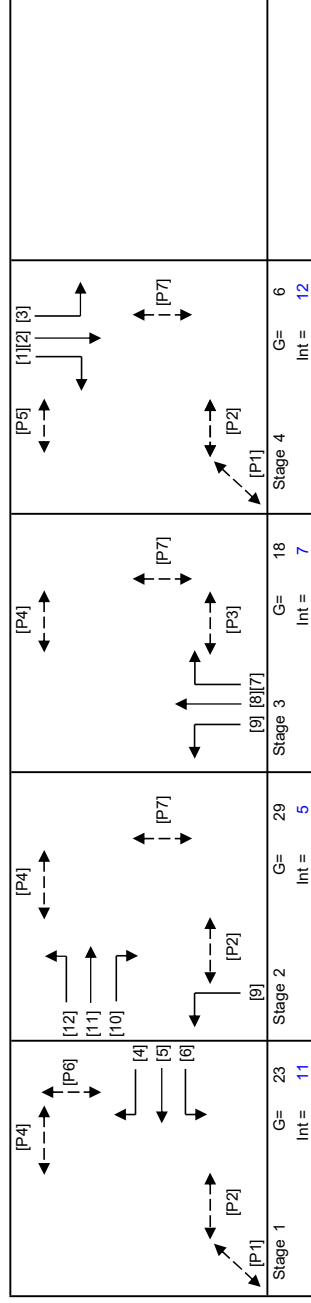 [P4]
[P6]
[4]
[5]
[6]
[P2]
[P1]
Stage 1
G= 23
Int = 11
[P4]
[12]
[11]
[10]
[P7]
[P2]
[9]
Stage 2
G= 29
Int = 5
[P4]
[P7]
[P3]
[9] [8][7]
Stage 3
G= 18
Int = 7
[1][2] [3]
[P5]
[P7]
[P2]
[P1]
Stage 4
G= 6
Int = 12